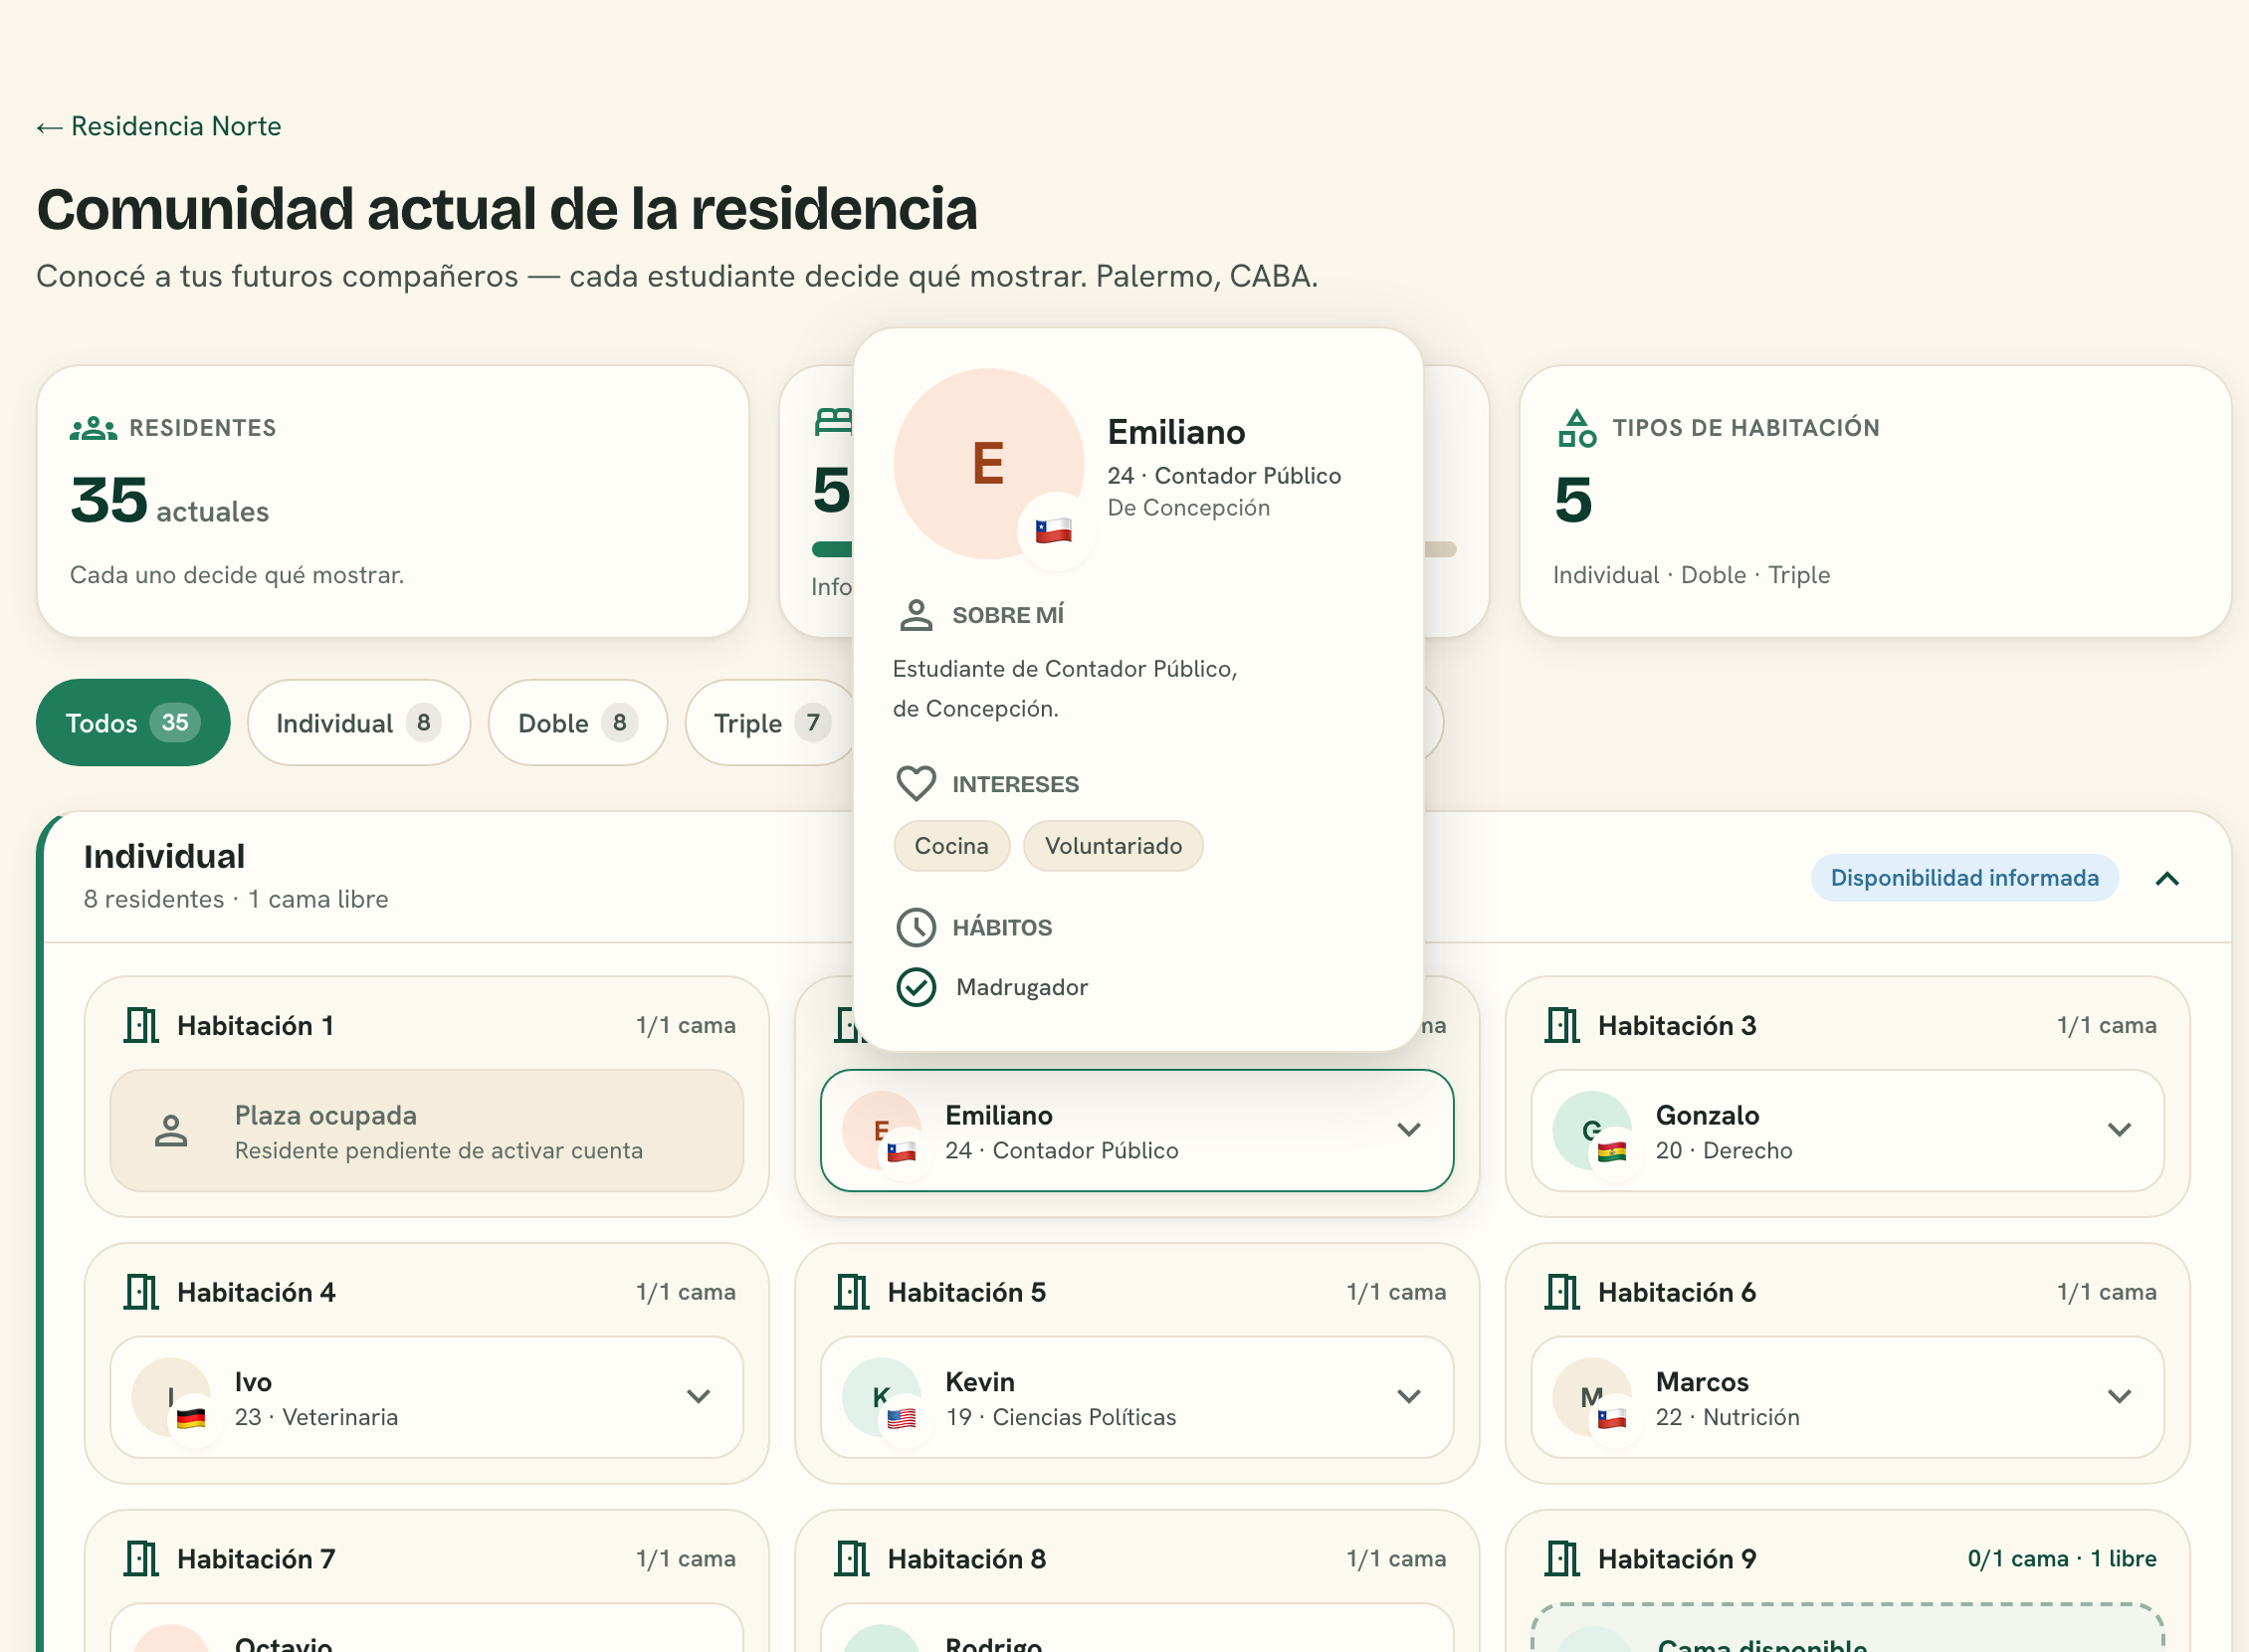 ← Residencia Norte
Comunidad actual de la residencia
Conocé a tus futuros compañeros — cada estudiante decide qué mostrar. Palermo, CABA.
RESIDENTES
35 actuales
Cada uno decide qué mostrar.
5
Info
TIPOS DE HABITACIÓN
5
Individual · Doble · Triple
E
Emiliano
24 · Contador Público
De Concepción
SOBRE MÍ
Estudiante de Contador Público,
de Concepción.
INTERESES
Cocina
Voluntariado
HÁBITOS
Madrugador
Todos 35
Individual 8
Doble 8
Triple 7
Individual
8 residentes · 1 cama libre
Disponibilidad informada
Habitación 1
1/1 cama
Plaza ocupada
Residente pendiente de activar cuenta
E
Emiliano
24 · Contador Público
Habitación 3
1/1 cama
G
Gonzalo
20 · Derecho
Habitación 4
1/1 cama
I
Ivo
23 · Veterinaria
Habitación 5
1/1 cama
K
Kevin
19 · Ciencias Políticas
Habitación 6
1/1 cama
M
Marcos
22 · Nutrición
Habitación 7
1/1 cama
Octavio
Habitación 8
1/1 cama
Rodrigo
Habitación 9
0/1 cama · 1 libre
Cama disponible